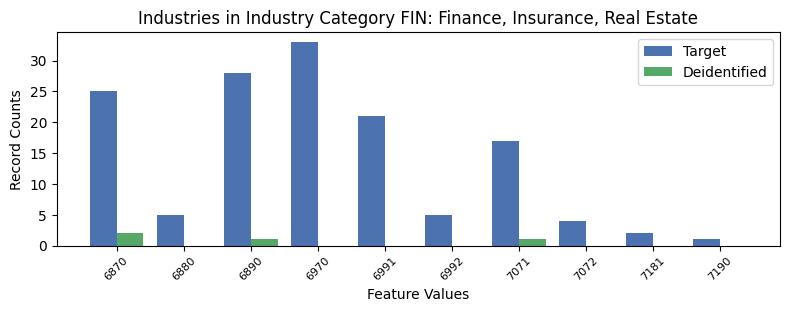 Industries in Industry Category FIN: Finance, Insurance, Real Estate
Target
Deidentified
Record Counts
30
25
20
15
10
5
0
6870 6880 6890 6970 6991 6992 7071 7072 7181 7190
Feature Values